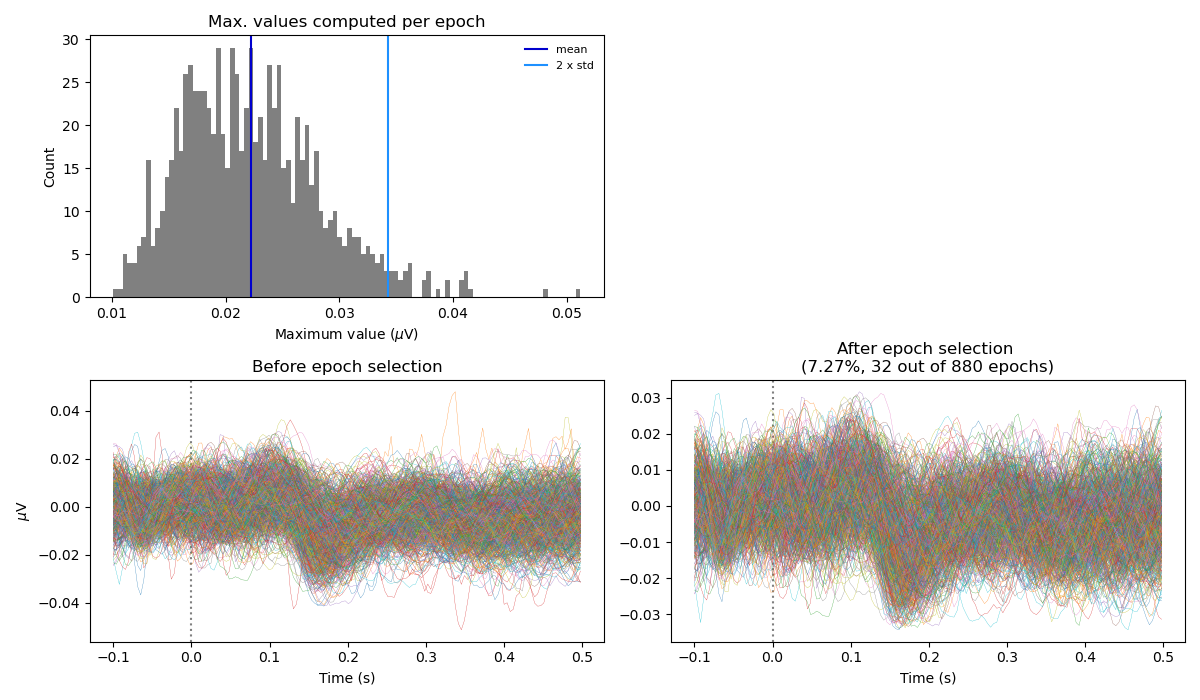 Max. values computed per epoch
30
25
20
15
10
5
0
Count
mean
2 x std
0.01 0.02 0.03 0.04 0.05
Maximum value (μV)
Before epoch selection
0.04
0.02
0.00
−0.02
−0.04
μV
−0.1 0.0 0.1 0.2 0.3 0.4 0.5
Time (s)
After epoch selection
(7.27%, 32 out of 880 epochs)
0.03
0.02
0.01
0.00
−0.01
−0.02
−0.03
−0.1 0.0 0.1 0.2 0.3 0.4 0.5
Time (s)